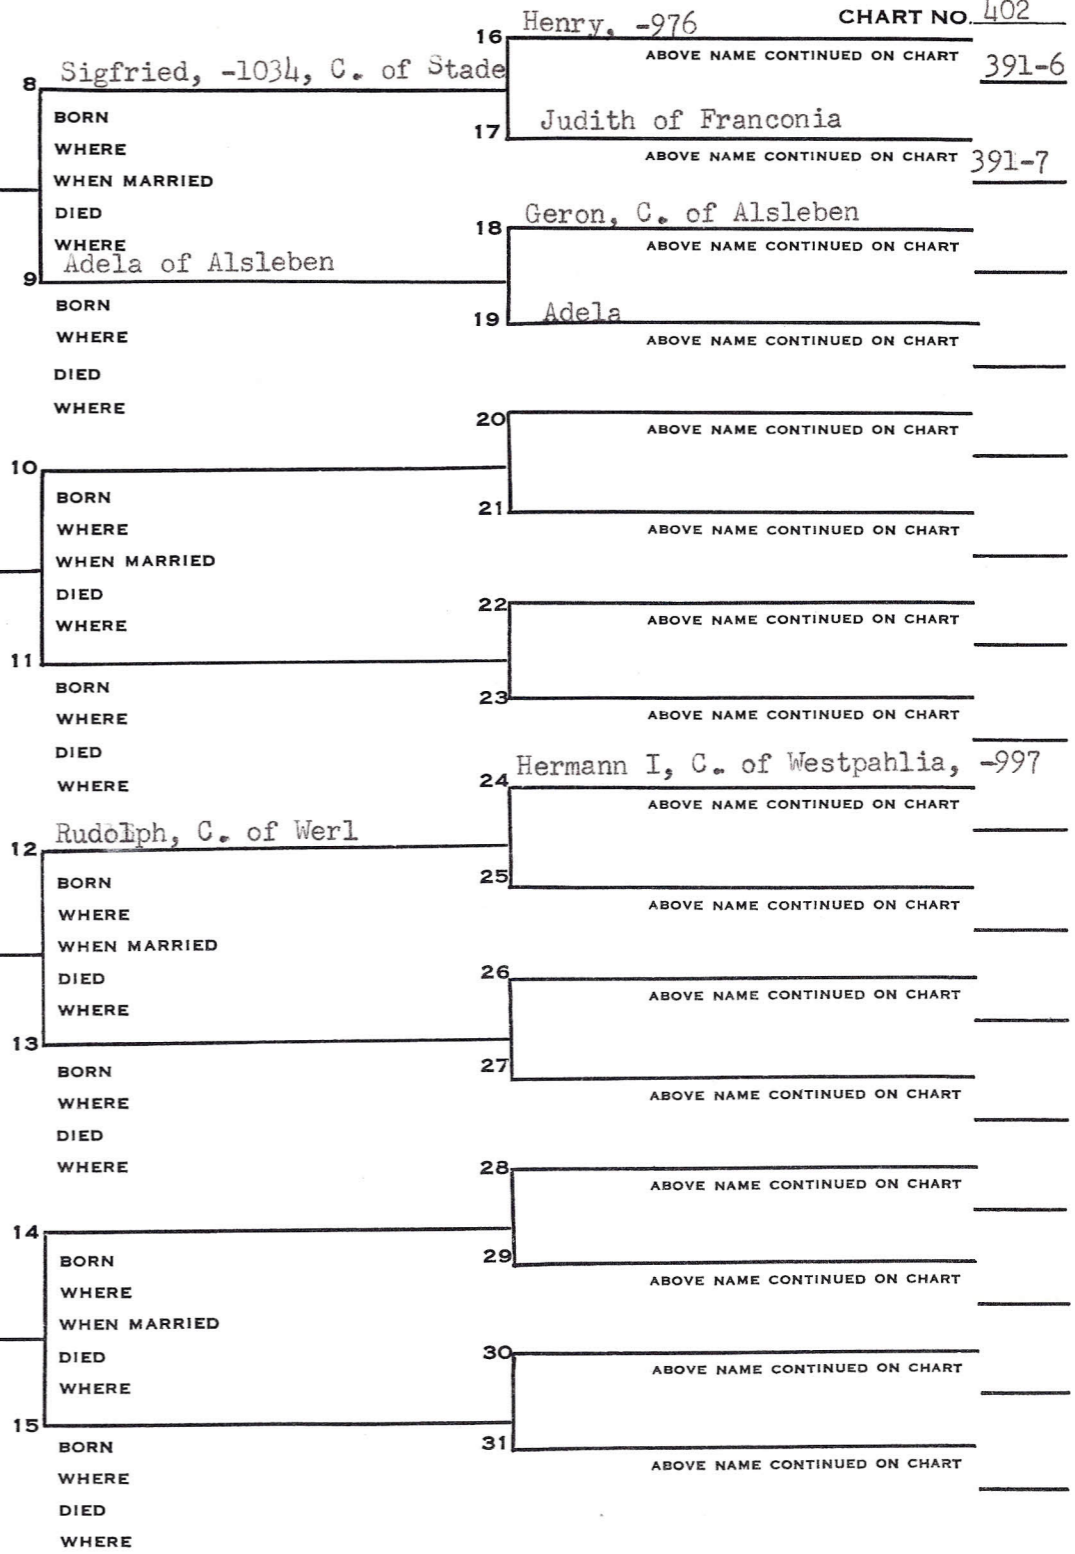 CHART NO. 402
16 Henry, -976
ABOVE NAME CONTINUED ON CHART 391-6
8 Sigfried, -1034, C. of Stade
BORN
WHERE
WHEN MARRIED
DIED
WHERE
17 Judith of Franconia
ABOVE NAME CONTINUED ON CHART 391-7
18 Geron, C. of Alsleben
ABOVE NAME CONTINUED ON CHART
9 Adela of Alsleben
BORN
WHERE
DIED
WHERE
19 Adela
ABOVE NAME CONTINUED ON CHART
20
ABOVE NAME CONTINUED ON CHART
10
BORN
WHERE
WHEN MARRIED
DIED
WHERE
21
ABOVE NAME CONTINUED ON CHART
22
ABOVE NAME CONTINUED ON CHART
11
BORN
WHERE
DIED
WHERE
23
ABOVE NAME CONTINUED ON CHART
24 Hermann I, C. of Westpahlia, -997
ABOVE NAME CONTINUED ON CHART
12 Rudolph, C. of Werl
BORN
WHERE
WHEN MARRIED
DIED
WHERE
25
ABOVE NAME CONTINUED ON CHART
26
ABOVE NAME CONTINUED ON CHART
13
BORN
WHERE
DIED
WHERE
27
ABOVE NAME CONTINUED ON CHART
28
ABOVE NAME CONTINUED ON CHART
14
BORN
WHERE
WHEN MARRIED
DIED
WHERE
29
ABOVE NAME CONTINUED ON CHART
30
ABOVE NAME CONTINUED ON CHART
15
BORN
WHERE
DIED
WHERE
31
ABOVE NAME CONTINUED ON CHART